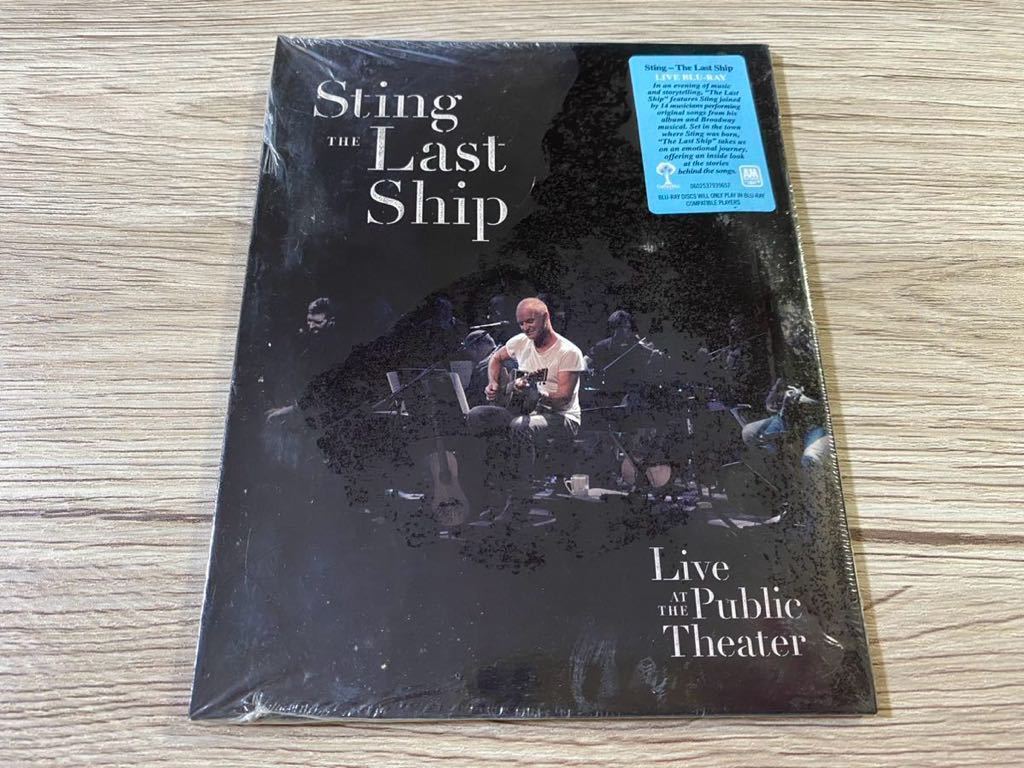 Sting
THE Last
Ship
Sting – The Last Ship
LIVE BLU-RAY
In an evening of music
and storytelling, "The Last
Ship" features Sting joined
by 14 musicians performing
original songs from his
album and Broadway
musical. Set in the town
where Sting was born,
"The Last Ship" takes us
on an emotional journey,
offering an inside look
at the stories
behind the songs.
AM
BLU-RAY DISCS WILL ONLY PLAY IN BLU-RAY
COMPATIBLE PLAYERS
Live
AT
THE Public
Theater